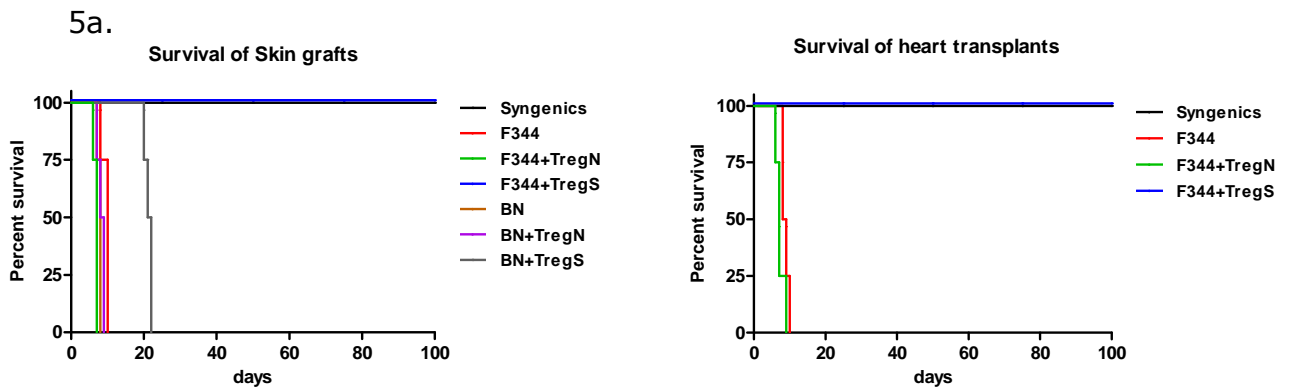 5a.
Survival of Skin grafts
Percent survival
100
75
50
25
0
0 20 40 60 80 100
days
Syngenics
F344
F344+TregN
F344+TregS
BN
BN+TregN
BN+TregS
Survival of heart transplants
Percent survival
100
75
50
25
0
0 20 40 60 80 100
days
Syngenics
F344
F344+TregN
F344+TregS